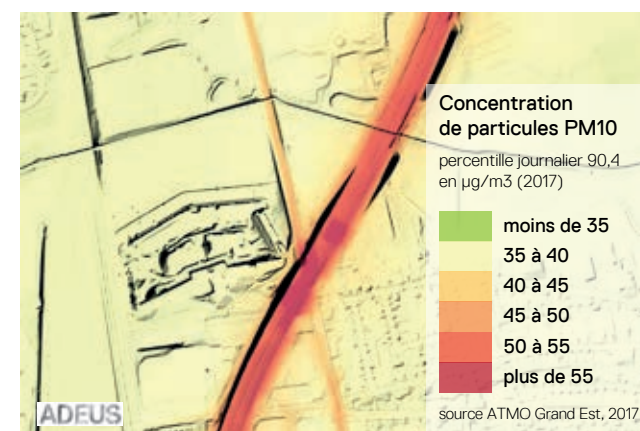 Concentration
de particules PM10
percentille journalier 90,4
en µg/m3 (2017)
moins de 35
35 à 40
40 à 45
45 à 50
50 à 55
plus de 55
source ATMO Grand Est, 2017
ADEUS